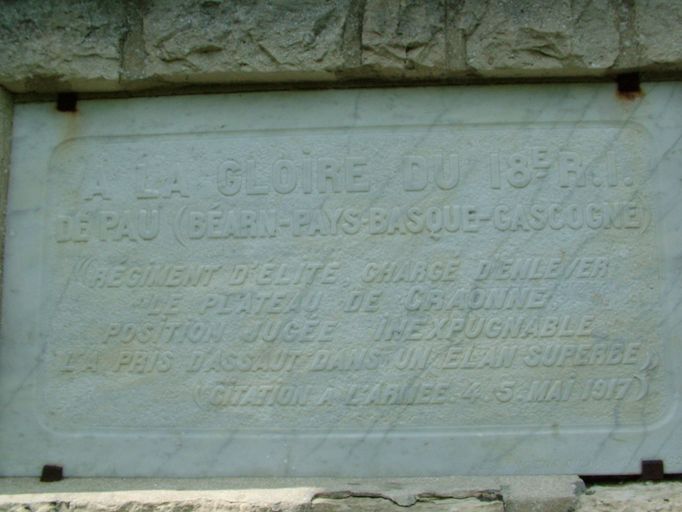 A LA GLOIRE DU 18E R.I.
DE PAU (BÉARN-PAYS-BASQUE-GASCOGNE)
"RÉGIMENT D'ÉLITE, CHARGÉ D'ENLEVER
LE PLATEAU DE CRAONNE,
POSITION JUGÉE INEXPUGNABLE
L'A PRIS D'ASSAUT DANS UN ÉLAN SUPERBE"
(CITATION A L'ARMÉE. 4. 5. MAI 1917)